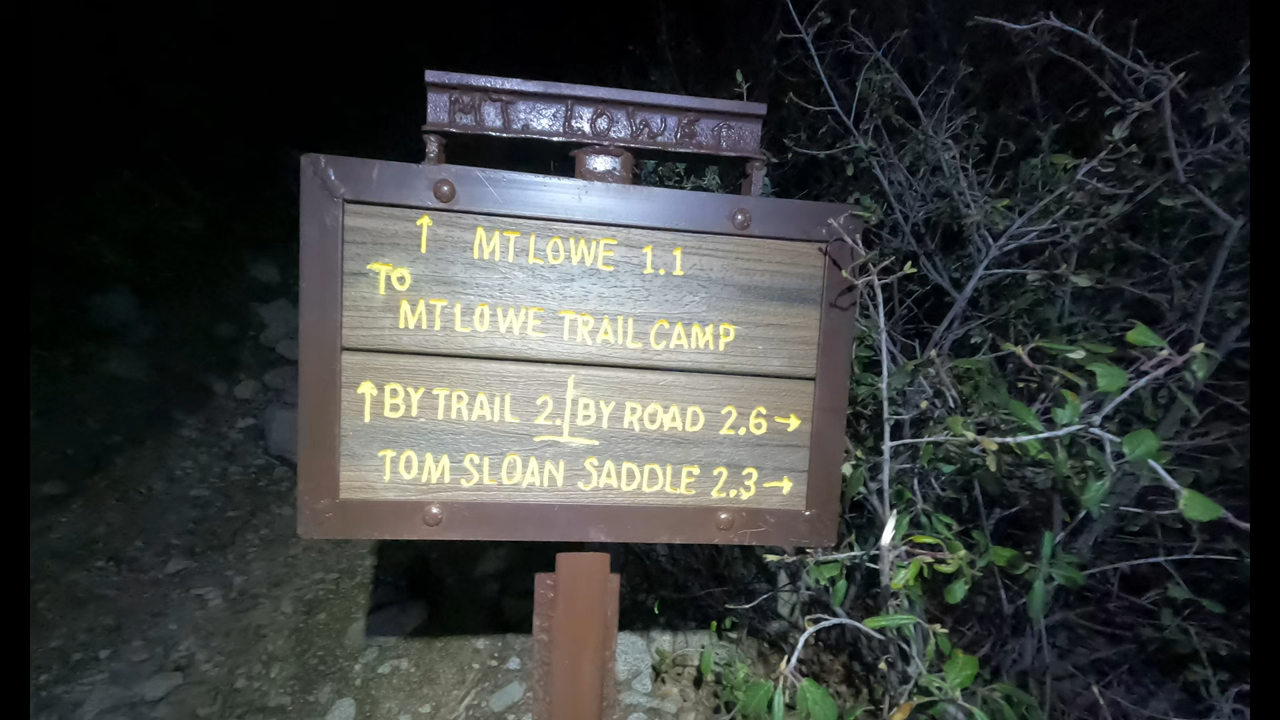 MT. LOWE
↑ MT LOWE 1.1
TO
MT LOWE TRAIL CAMP
↑ BY TRAIL 2.1 BY ROAD 2.6 →
TOM SLOAN SADDLE 2.3 →